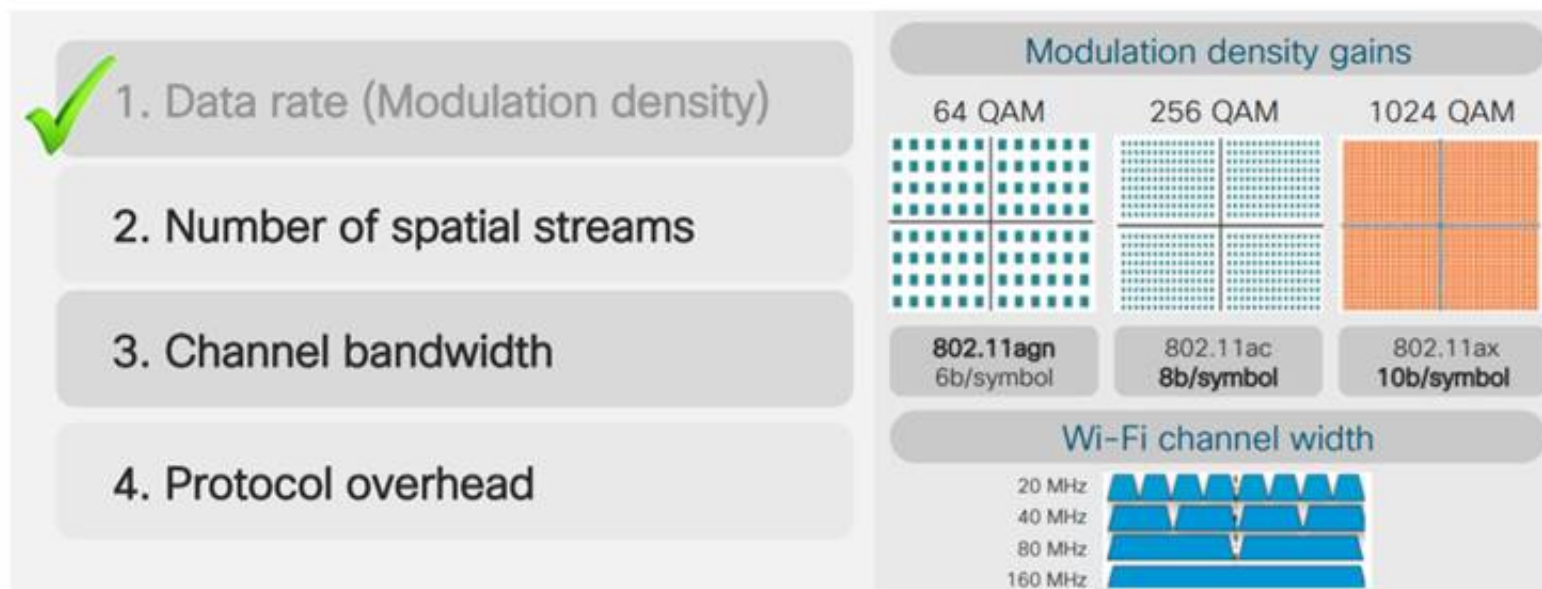 1. Data rate (Modulation density)
2. Number of spatial streams
3. Channel bandwidth
4. Protocol overhead
Modulation density gains
64 QAM 256 QAM 1024 QAM
802.11agn 802.11ac 802.11ax
6b/symbol 8b/symbol 10b/symbol
Wi-Fi channel width
20 MHz
40 MHz
80 MHz
160 MHz